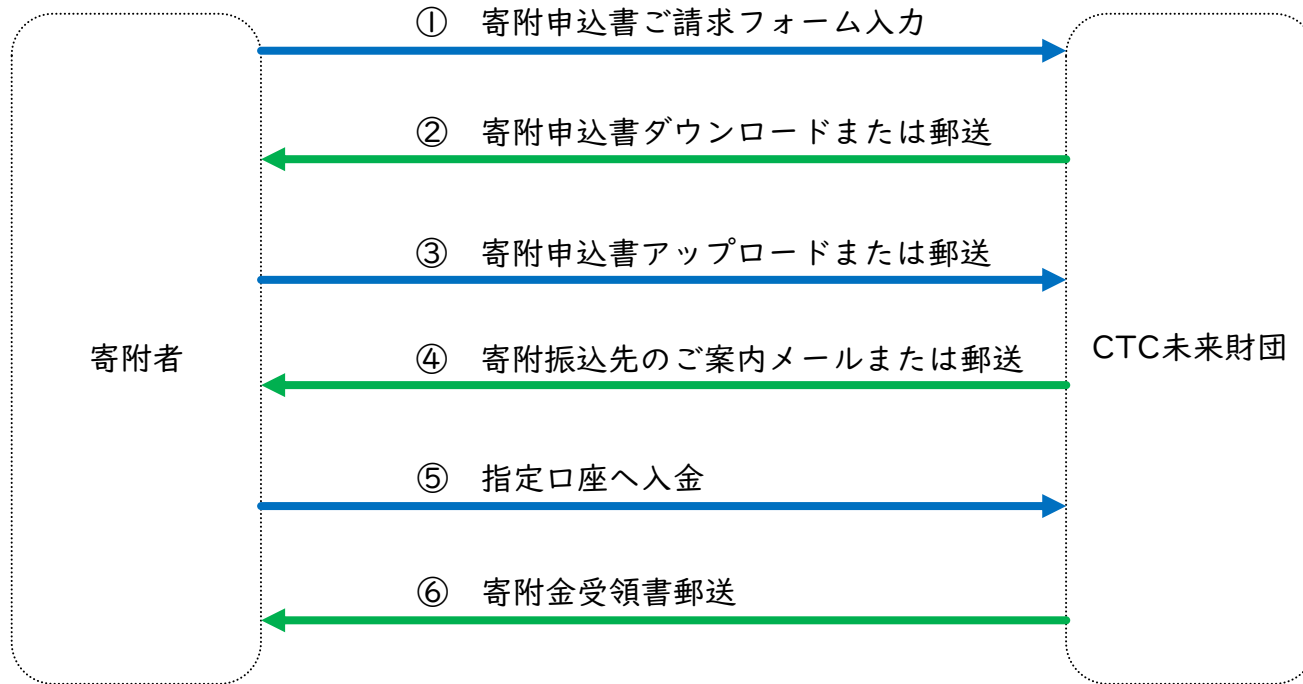 ① 寄附申込書ご請求フォーム入力
② 寄附申込書ダウンロードまたは郵送
③ 寄附申込書アップロードまたは郵送
寄附者
④ 寄附振込先のご案内メールまたは郵送
CTC未来財団
⑤ 指定口座へ入金
⑥ 寄附金受領書郵送